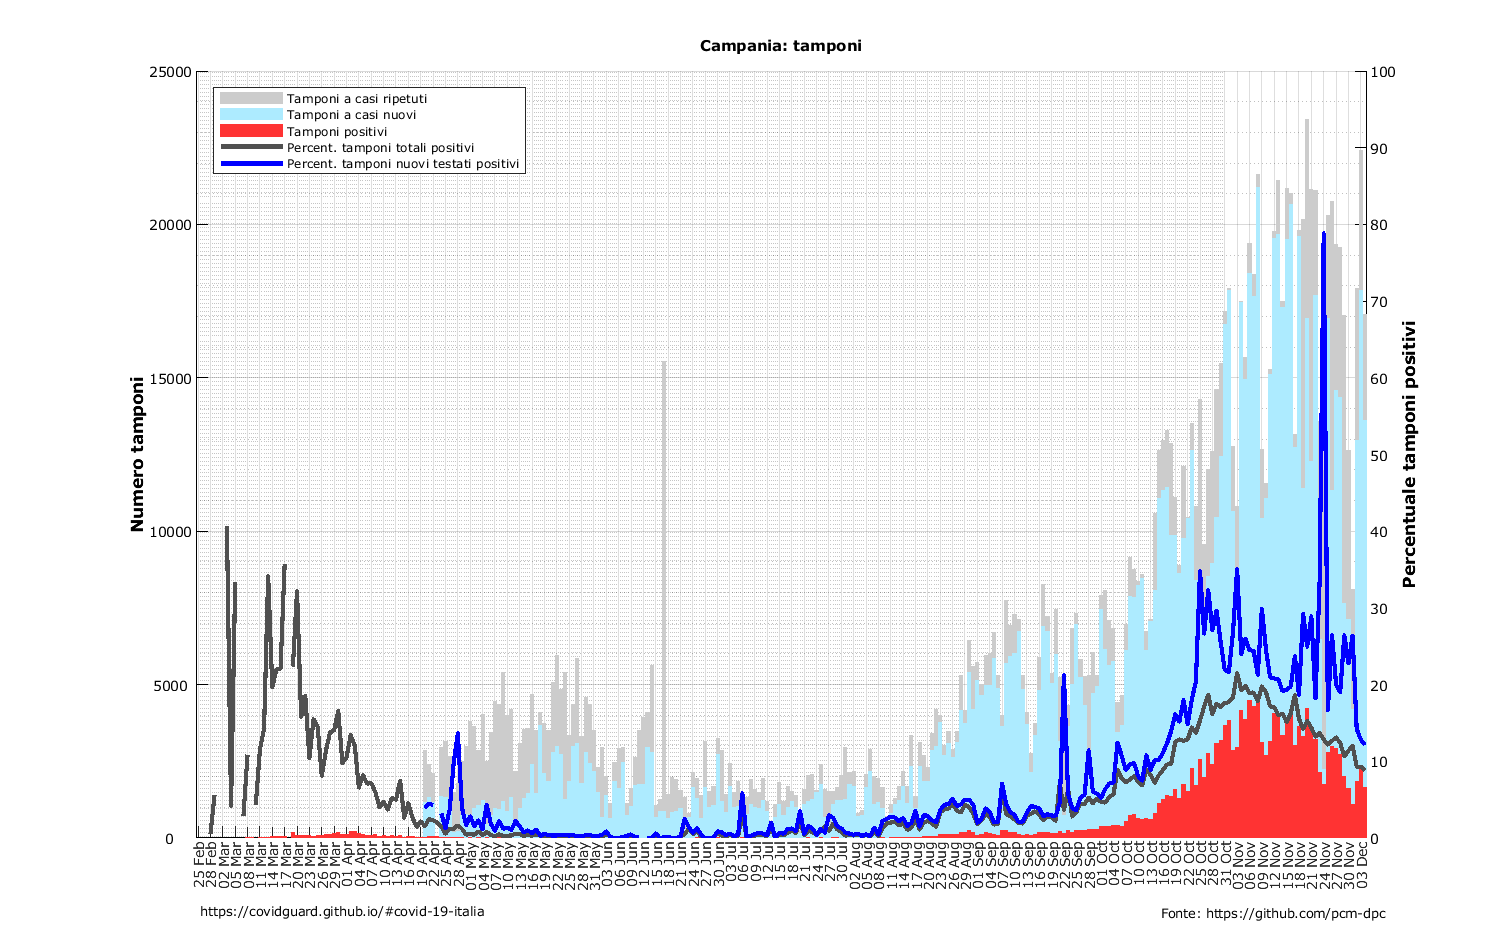 Campania: tamponi
25000
20000
15000
10000
5000
0
Numero tamponi
Tamponi a casi ripetuti
Tamponi a casi nuovi
Tamponi positivi
Percent. tamponi totali positivi
Percent. tamponi nuovi testati positivi
100
90
80
70
60
50
40
30
20
10
0
Percentuale tamponi positivi
25 Feb
28 Feb
02 Mar
05 Mar
08 Mar
11 Mar
14 Mar
17 Mar
20 Mar
23 Mar
26 Mar
29 Mar
01 Apr
04 Apr
07 Apr
10 Apr
13 Apr
16 Apr
19 Apr
22 Apr
25 Apr
28 Apr
01 May
04 May
07 May
10 May
13 May
16 May
19 May
22 May
25 May
28 May
31 May
03 Jun
06 Jun
09 Jun
12 Jun
15 Jun
18 Jun
21 Jun
24 Jun
27 Jun
30 Jun
03 Jul
06 Jul
09 Jul
12 Jul
15 Jul
18 Jul
21 Jul
24 Jul
27 Jul
30 Jul
02 Aug
05 Aug
08 Aug
11 Aug
14 Aug
17 Aug
20 Aug
23 Aug
26 Aug
29 Aug
01 Sep
04 Sep
07 Sep
10 Sep
13 Sep
16 Sep
19 Sep
22 Sep
25 Sep
28 Sep
01 Oct
04 Oct
07 Oct
10 Oct
13 Oct
16 Oct
19 Oct
22 Oct
25 Oct
28 Oct
31 Oct
03 Nov
06 Nov
09 Nov
12 Nov
15 Nov
18 Nov
21 Nov
24 Nov
27 Nov
30 Nov
03 Dec
https://covidguard.github.io/#covid-19-italia
Fonte: https://github.com/pcm-dpc